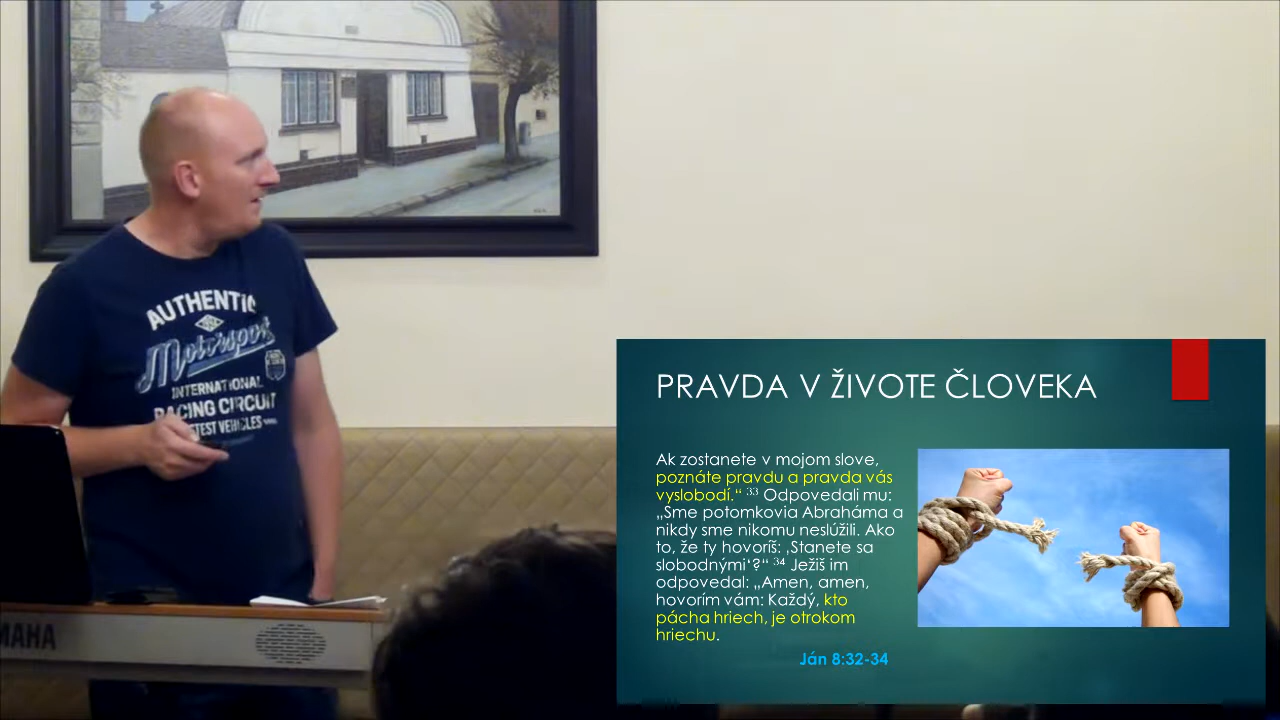 AUTHENTIC
Motorsport
INTERNATIONAL
RACING CIRCUIT
VEHICLES
PRAVDA V ŽIVOTE ČLOVEKA
Ak zostanete v mojom slove,
poznáte pravdu a pravda vás
vyslobodí.“ ³³ Odpovedali mu:
„Sme potomkovia Abraháma a
nikdy sme nikomu neslúžili. Ako
to, že ty hovoríš: ‚Stanete sa
slobodnými‘?“ ³⁴ Ježiš im
odpovedal: „Amen, amen,
hovorím vám: Každý, kto
pácha hriech, je otrokom
hriechu.
Ján 8:32-34